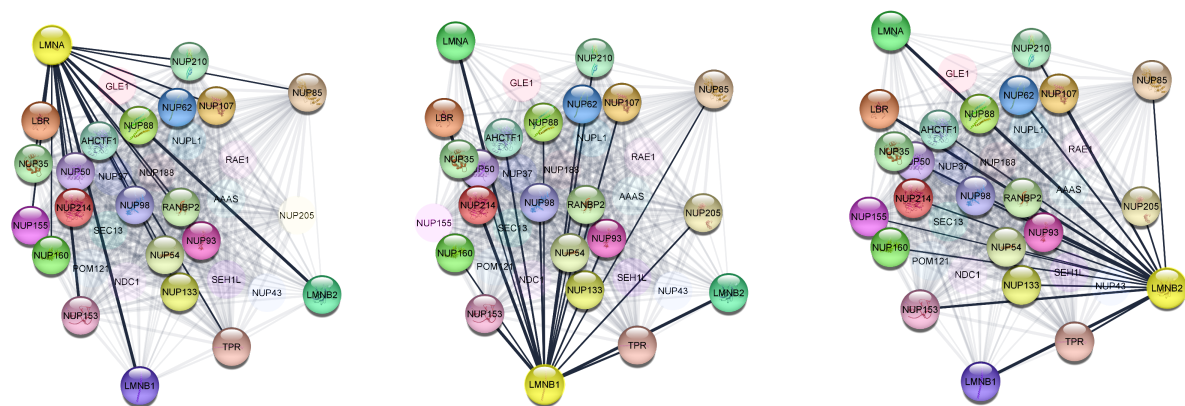 LMNA
NUP210
GLE1
NUP85
NUP62
NUP107
LBR
NUP88
AHCTF1
NUPL1
NUP35
RAE1
NUP50
NUP37
NUP188
AAAS
NUP214
NUP98
RANBP2
NUP205
NUP155
SEC13
NUP93
NUP160
NUP54
POM121
NDC1
SEH1L
NUP133
NUP43
LMNB2
NUP153
TPR
LMNB1
LMNA
NUP210
GLE1
NUP85
NUP62
NUP107
LBR
NUP88
AHCTF1
NUPL1
NUP35
RAE1
NUP50
NUP37
NUP188
AAAS
NUP214
NUP98
RANBP2
NUP205
NUP155
SEC13
NUP93
NUP160
NUP54
POM121
NDC1
SEH1L
NUP133
NUP43
LMNB2
NUP153
TPR
LMNB1
LMNA
NUP210
GLE1
NUP85
NUP62
NUP107
LBR
NUP88
AHCTF1
NUPL1
NUP35
RAE1
NUP50
NUP37
NUP188
AAAS
NUP214
NUP98
RANBP2
NUP205
NUP155
SEC13
NUP93
NUP160
NUP54
POM121
NDC1
SEH1L
NUP133
NUP43
LMNB2
NUP153
TPR
LMNB1